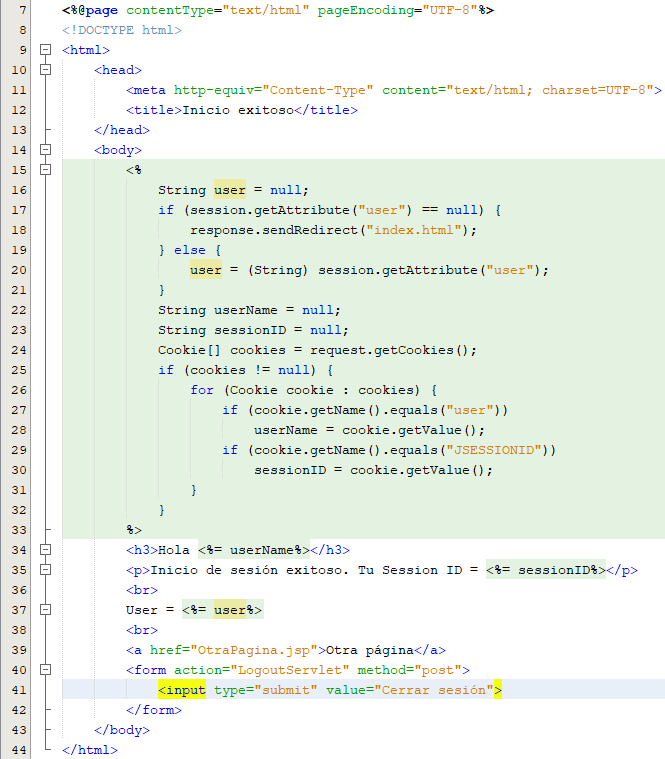 7 <%@page contentType="text/html" pageEncoding="UTF-8"%>
8 <!DOCTYPE html>
9 <html>
10     <head>
11         <meta http-equiv="Content-Type" content="text/html; charset=UTF-8">
12         <title>Inicio exitoso</title>
13     </head>
14     <body>
15         <%
16             String user = null;
17             if (session.getAttribute("user") == null) {
18                 response.sendRedirect("index.html");
19             } else {
20                 user = (String) session.getAttribute("user");
21             }
22             String userName = null;
23             String sessionID = null;
24             Cookie[] cookies = request.getCookies();
25             if (cookies != null) {
26                 for (Cookie cookie : cookies) {
27                     if (cookie.getName().equals("user"))
28                         userName = cookie.getValue();
29                     if (cookie.getName().equals("JSESSIONID"))
30                         sessionID = cookie.getValue();
31                 }
32             }
33         %>
34         <h3>Hola <%= userName%></h3>
35         <p>Inicio de sesión exitoso. Tu Session ID = <%= sessionID%></p>
36         <br>
37         User = <%= user%>
38         <br>
39         <a href="OtraPagina.jsp">Otra página</a>
40         <form action="LogoutServlet" method="post">
41             <input type="submit" value="Cerrar sesión">
42         </form>
43     </body>
44 </html>